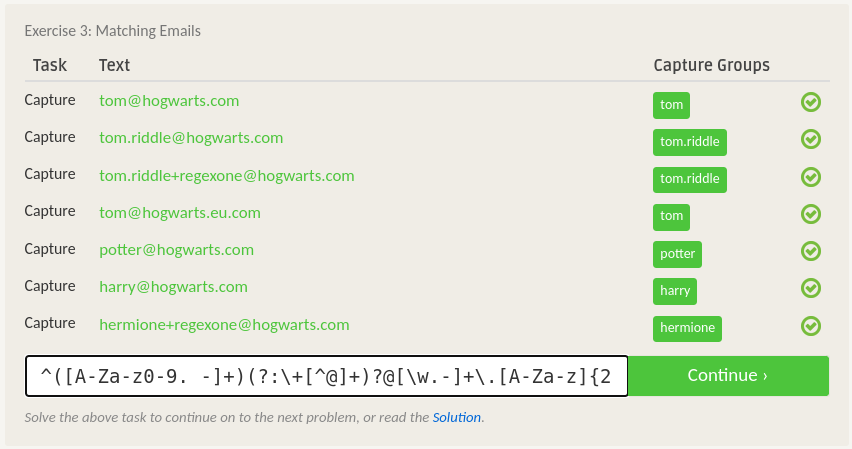 Exercise 3: Matching Emails
Task Text Capture Groups
Capture tom@hogwarts.com tom
Capture tom.riddle@hogwarts.com tom.riddle
Capture tom.riddle+regexone@hogwarts.com tom.riddle
Capture tom@hogwarts.eu.com tom
Capture potter@hogwarts.com potter
Capture harry@hogwarts.com harry
Capture hermione+regexone@hogwarts.com hermione
^([A-Za-z0-9. -]+)(?:\+[^@]+)?@[\w.-]+\.[A-Za-z]{2 Continue ›
Solve the above task to continue on to the next problem, or read the Solution.